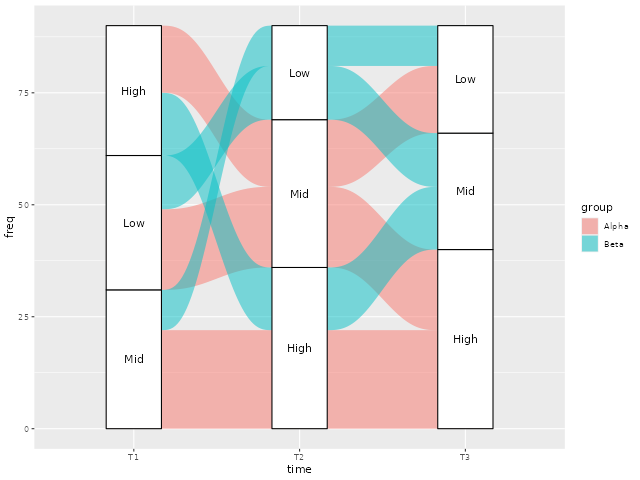 High
Low
Mid
Low
Mid
High
Low
Mid
High
75
50
25
0
freq
T1
T2
T3
time
group
Alpha
Beta